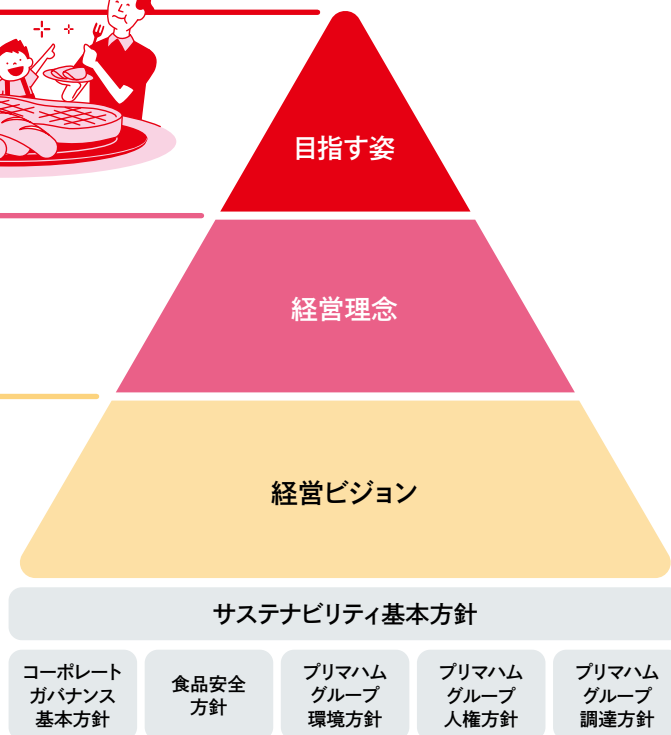 目指す姿
経営理念
経営ビジョン
サステナビリティ基本方針
コーポレート
ガバナンス
基本方針
食品安全
方針
プリマハム
グループ
環境方針
プリマハム
グループ
人権方針
プリマハム
グループ
調達方針